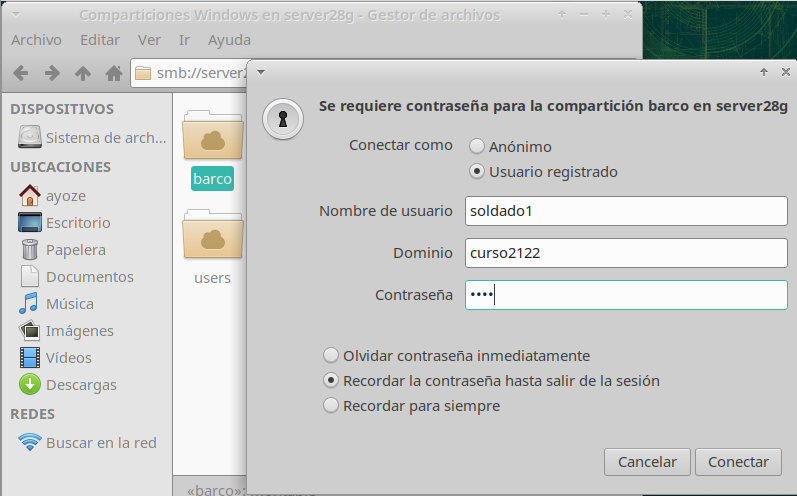 Comparticiones Windows en server28g - Gestor de archivos
Archivo Editar Ver Ir Ayuda
smb://server2
DISPOSITIVOS
Sistema de arch...
UBICACIONES
ayoze
Escritorio
Papelera
Documentos
Música
Imágenes
Vídeos
Descargas
REDES
Buscar en la red
barco
users
«barco»:
Se requiere contraseña para la compartición barco en server28g
Conectar como
Anónimo
Usuario registrado
Nombre de usuario soldado1
Dominio curso2122
Contraseña ••••
Olvidar contraseña inmediatamente
Recordar la contraseña hasta salir de la sesión
Recordar para siempre
Cancelar Conectar